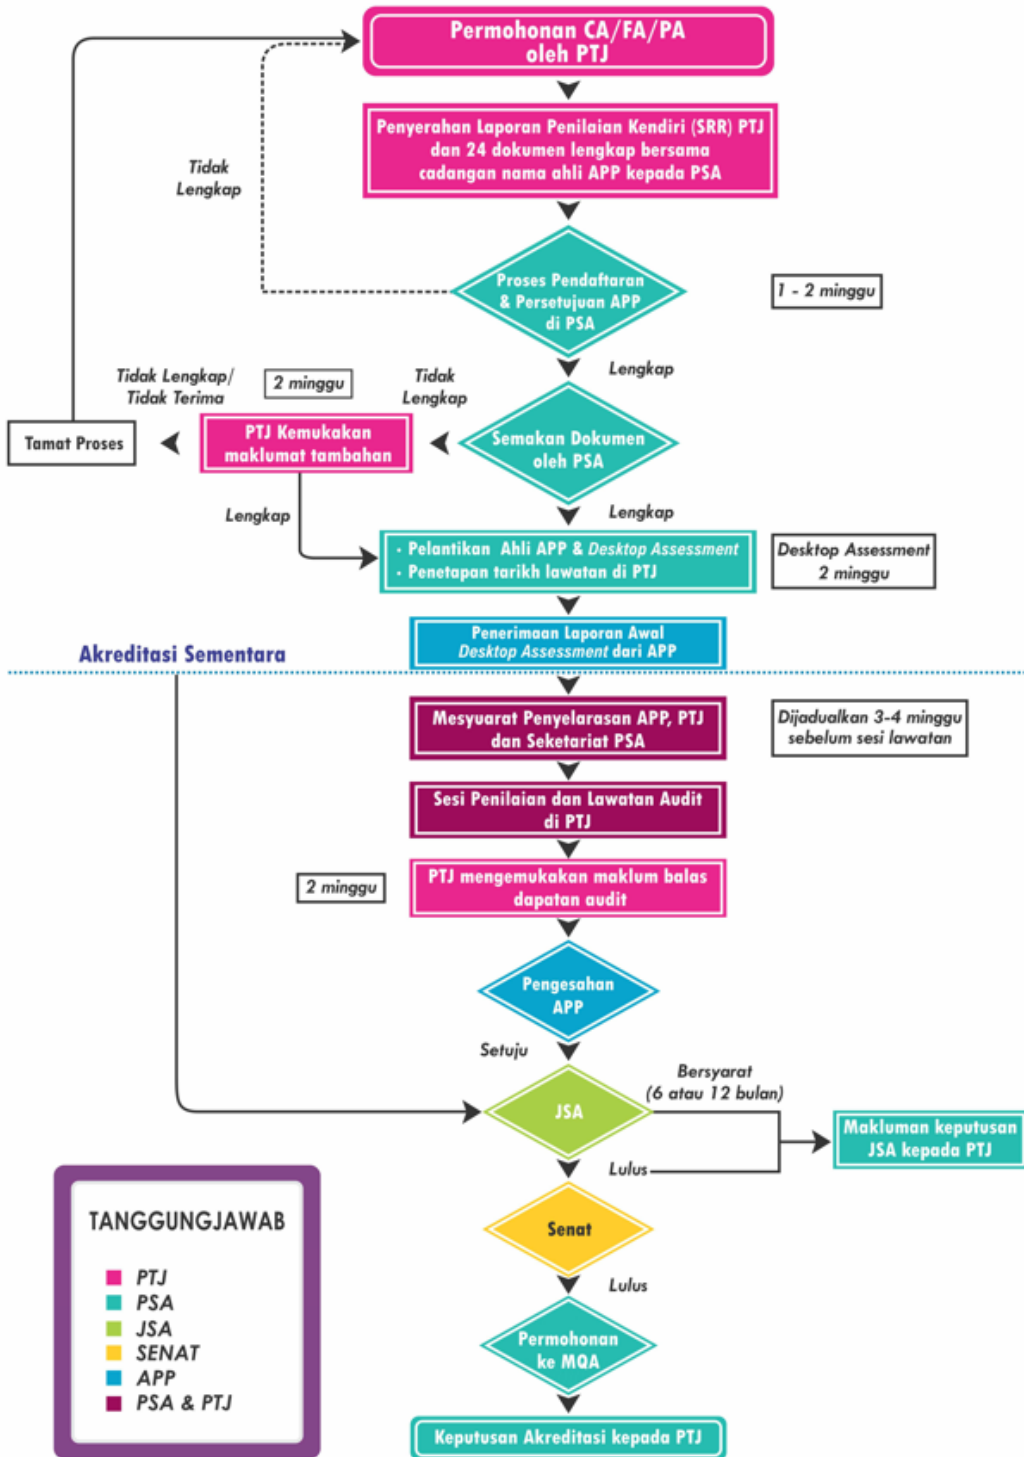 Permohonan CA/FA/PA
oleh PTJ
Penyerahan Laporan Penilaian Kendiri (SRR) PTJ
dan 24 dokumen lengkap bersama
cadangan nama ahli APP kepada PSA
Tidak
Lengkap
Proses Pendaftaran
& Persetujuan APP
di PSA
1 - 2 minggu
Lengkap
Tidak Lengkap/
Tidak Terima
2 minggu
Tidak
Lengkap
Tamat Proses
PTJ Kemukakan
maklumat tambahan
Semakan Dokumen
oleh PSA
Lengkap
Lengkap
· Pelantikan Ahli APP & Desktop Assessment
· Penetapan tarikh lawatan di PTJ
Desktop Assessment
2 minggu
Penerimaan Laporan Awal
Desktop Assessment dari APP
Akreditasi Sementara
Mesyuarat Penyelarasan APP, PTJ
dan Seketariat PSA
Dijadualkan 3-4 minggu
sebelum sesi lawatan
Sesi Penilaian dan Lawatan Audit
di PTJ
2 minggu
PTJ mengemukakan maklum balas
dapatan audit
Pengesahan
APP
Setuju
Bersyarat
(6 atau 12 bulan)
JSA
Makluman keputusan
JSA kepada PTJ
Lulus
Senat
Lulus
Permohonan
ke MQA
Keputusan Akreditasi kepada PTJ
TANGGUNGJAWAB
PTJ
PSA
JSA
SENAT
APP
PSA & PTJ